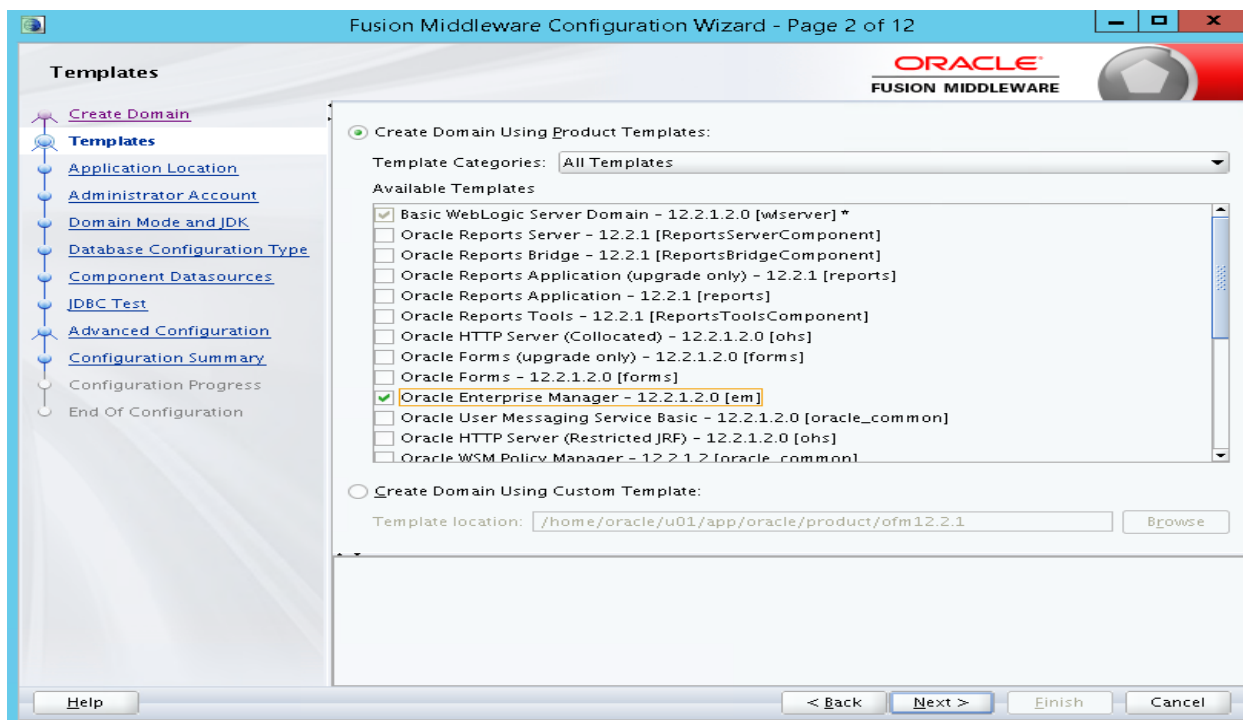 Fusion Middleware Configuration Wizard - Page 2 of 12
Templates
ORACLE
FUSION MIDDLEWARE
Create Domain
Templates
Application Location
Administrator Account
Domain Mode and JDK
Database Configuration Type
Component Datasources
JDBC Test
Advanced Configuration
Configuration Summary
Configuration Progress
End Of Configuration
Create Domain Using Product Templates:
Template Categories: All Templates
Available Templates
Basic WebLogic Server Domain - 12.2.1.2.0 [wlserver] *
Oracle Reports Server - 12.2.1 [ReportsServerComponent]
Oracle Reports Bridge - 12.2.1 [ReportsBridgeComponent]
Oracle Reports Application (upgrade only) - 12.2.1 [reports]
Oracle Reports Application - 12.2.1 [reports]
Oracle Reports Tools - 12.2.1 [ReportsToolsComponent]
Oracle HTTP Server (Collocated) - 12.2.1.2.0 [ohs]
Oracle Forms (upgrade only) - 12.2.1.2.0 [forms]
Oracle Forms - 12.2.1.2.0 [forms]
Oracle Enterprise Manager - 12.2.1.2.0 [em]
Oracle User Messaging Service Basic - 12.2.1.2.0 [oracle_common]
Oracle HTTP Server (Restricted JRF) - 12.2.1.2.0 [ohs]
Oracle WSM Policy Manager - 12.2.1.2 [oracle_common]
Create Domain Using Custom Template:
Template location: /home/oracle/u01/app/oracle/product/ofm12.2.1 Browse
Help < Back Next > Finish Cancel